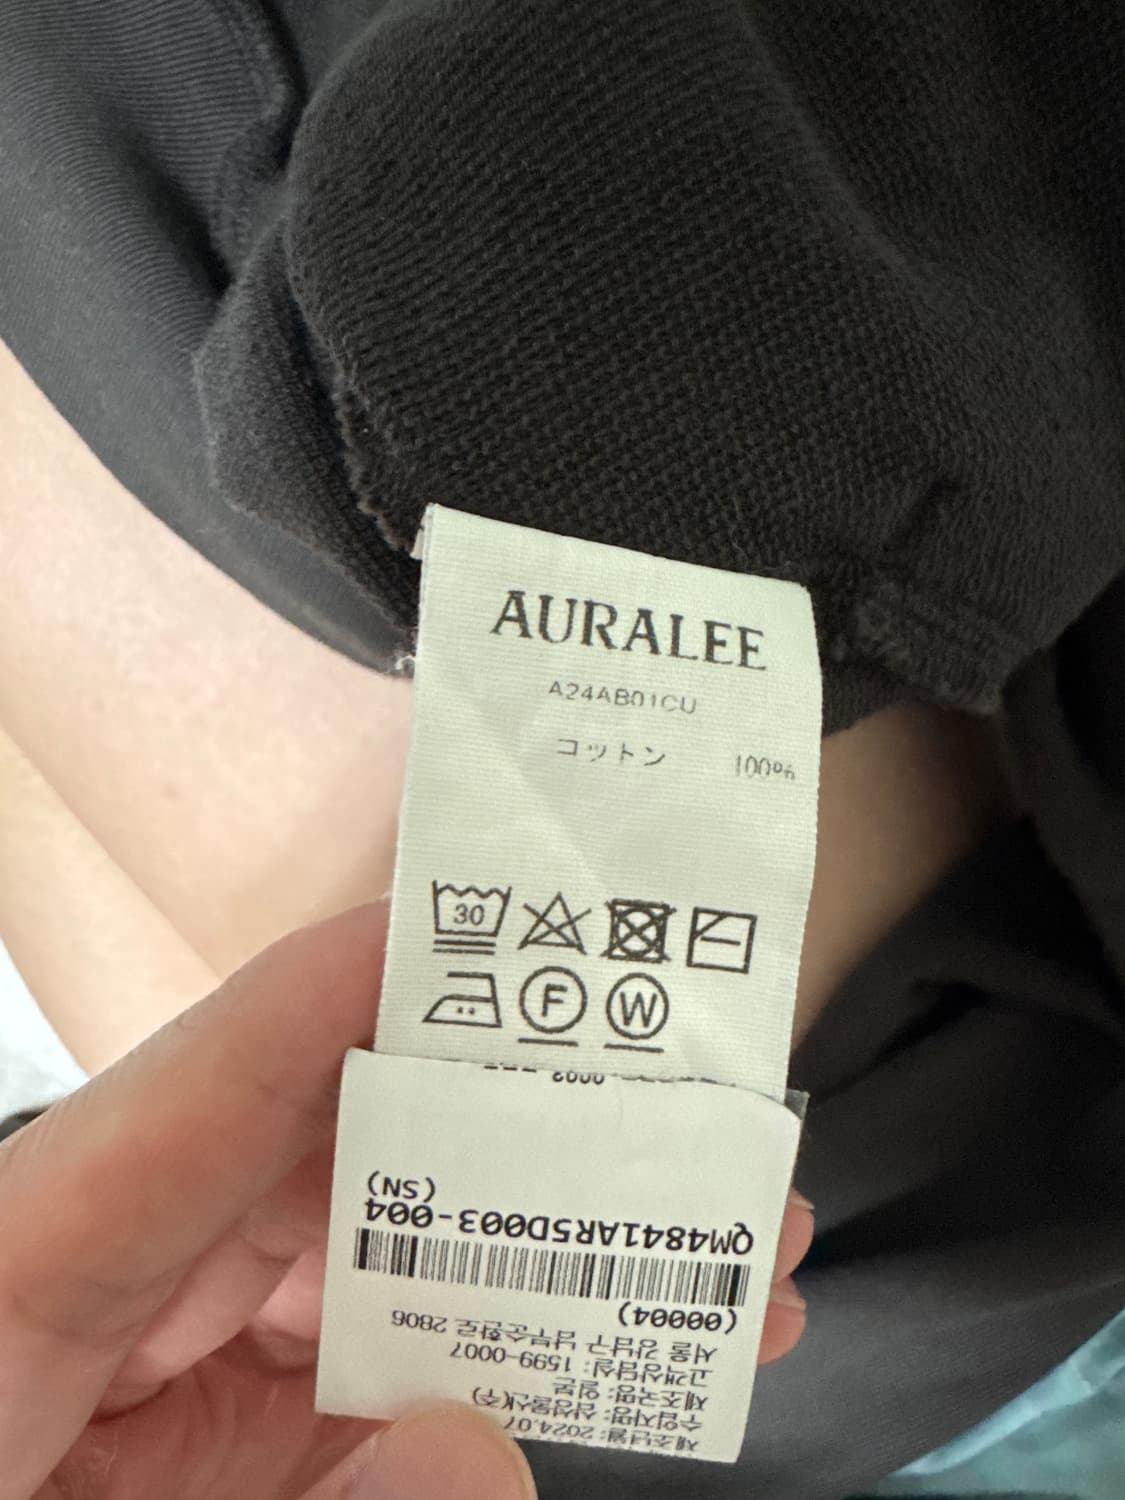 AURALEE
A24AB01CU
コットン 100%
30
F
W
제조년월: 2024.07
수입자명: 삼성물산(주)
제조국명: 일본
고객상담실: 1599-0007
서울 강남구 남부순환로 2806
(00004)
QM4841AR5D003-004
(SN)